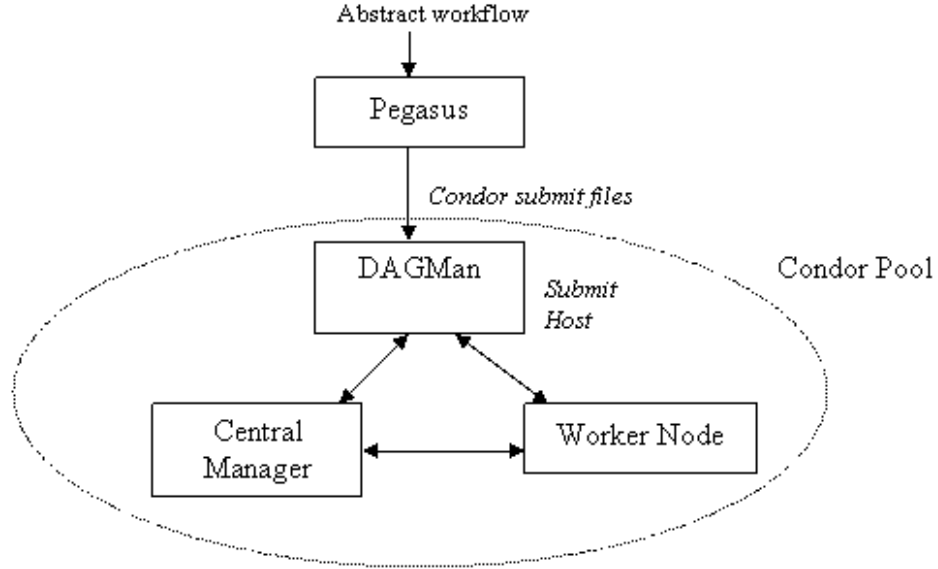 Abstract workflow
Pegasus
Condor submit files
DAGMan
Condor Pool
Submit
Host
Central
Manager
Worker Node